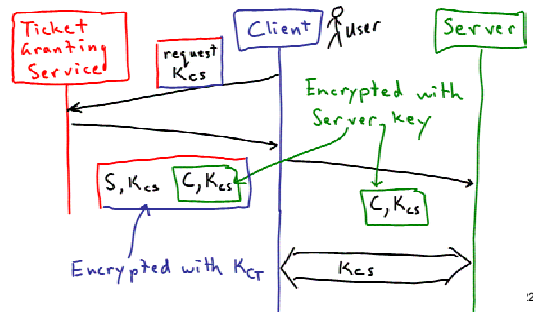 Ticket
Granting
Service
request
Kcs
Client
User
Server
Encrypted with
Server key
S, Kcs
C, Kcs
C, Kcs
Encrypted with KCT
Kcs
2